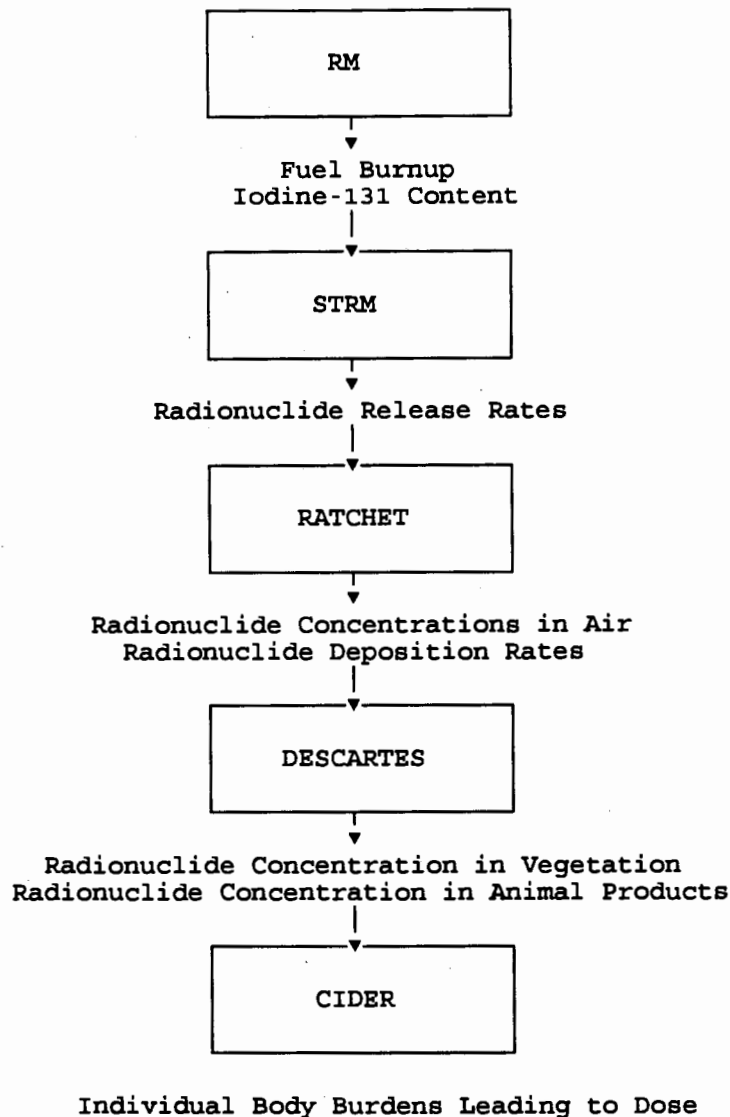 RM
Fuel Burnup
Iodine-131 Content
STRM
Radionuclide Release Rates
RATCHET
Radionuclide Concentrations in Air
Radionuclide Deposition Rates
DESCARTES
Radionuclide Concentration in Vegetation
Radionuclide Concentration in Animal Products
CIDER
Individual Body Burdens Leading to Dose